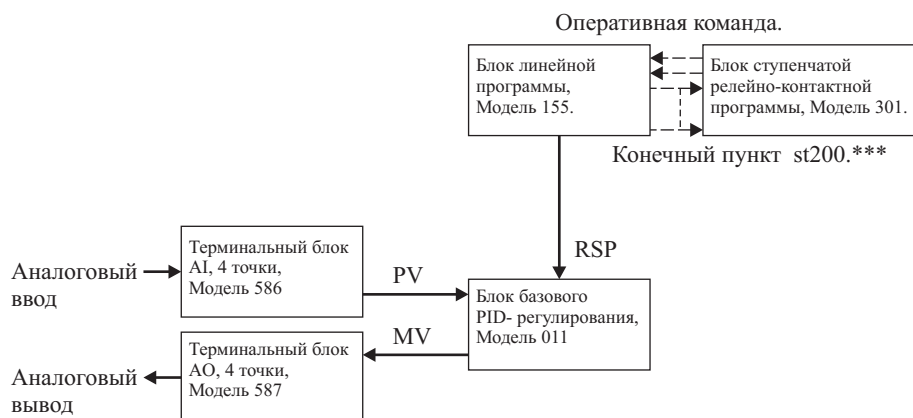 Оперативная команда.
Блок линейной
программы,
Модель 155.
Блок ступенчатой
релейно-контактной
программы, Модель 301.
Конечный пункт st200.***
RSP
Терминальный блок
AI, 4 точки,
Модель 586
Аналоговый
ввод
PV
Блок базового
PID- регулирования,
Модель 011
MV
Терминальный блок
AO, 4 точки,
Модель 587
Аналоговый
вывод